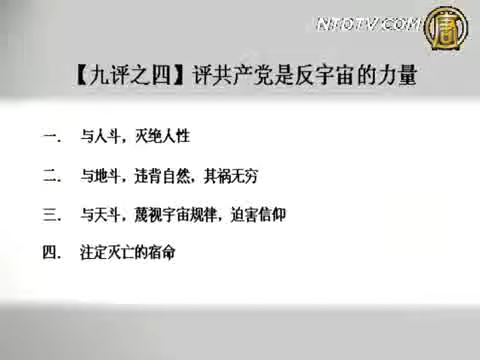 NTDTV.COM
唐
【九评之四】评共产党是反宇宙的力量
一． 与人斗，灭绝人性
二． 与地斗，违背自然，其祸无穷
三． 与天斗，蔑视宇宙规律，迫害信仰
四． 注定灭亡的宿命